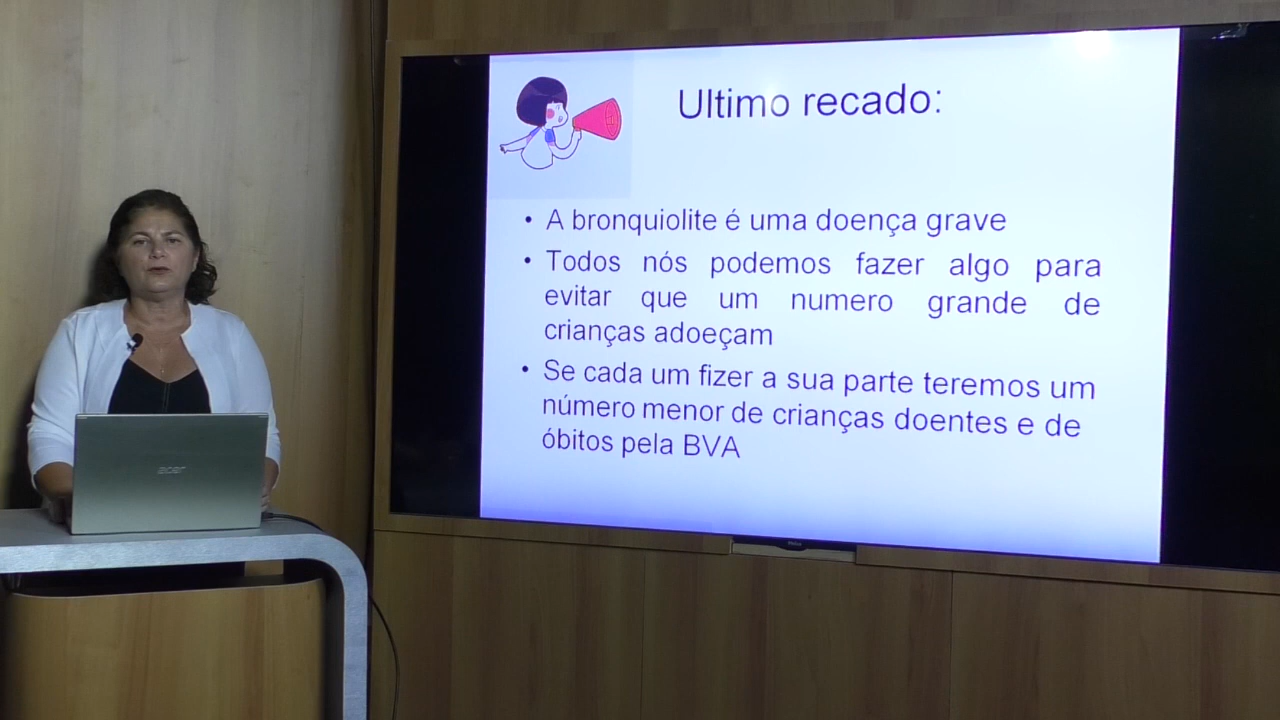 Ultimo recado:
• A bronquiolite é uma doença grave
• Todos nós podemos fazer algo para
evitar que um numero grande de
crianças adoeçam
• Se cada um fizer a sua parte teremos um
número menor de crianças doentes e de
óbitos pela BVA
acer